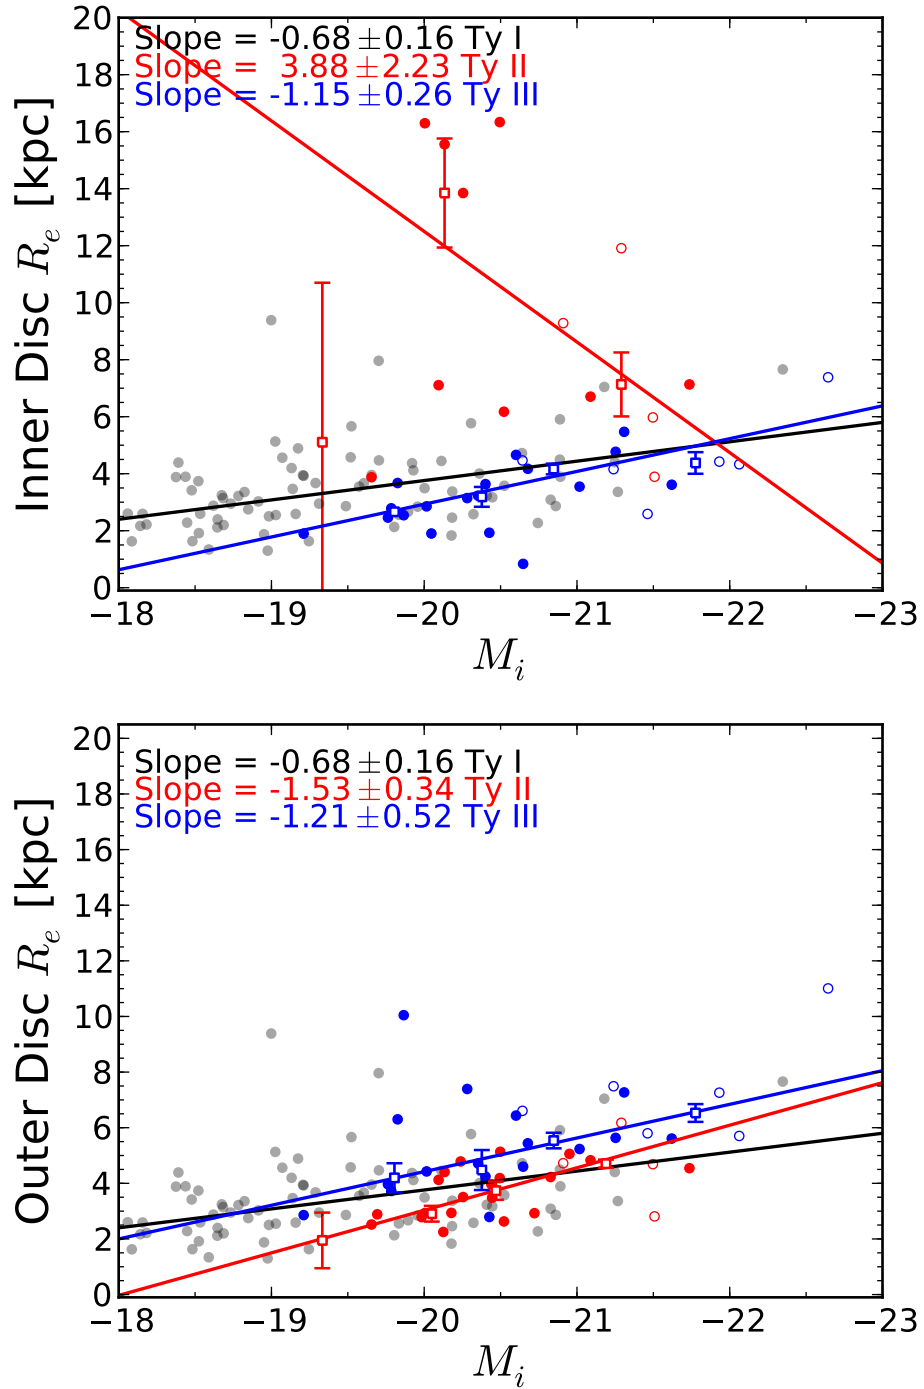 20
18
16
14
12
10
8
6
4
2
0
Inner Disc R_e [kpc]
Slope = -0.68 ±0.16 Ty I
Slope = 3.88 ±2.23 Ty II
Slope = -1.15 ±0.26 Ty III
−18 −19 −20 −21 −22 −23
M_i
20
18
16
14
12
10
8
6
4
2
0
Outer Disc R_e [kpc]
Slope = -0.68 ±0.16 Ty I
Slope = -1.53 ±0.34 Ty II
Slope = -1.21 ±0.52 Ty III
−18 −19 −20 −21 −22 −23
M_i